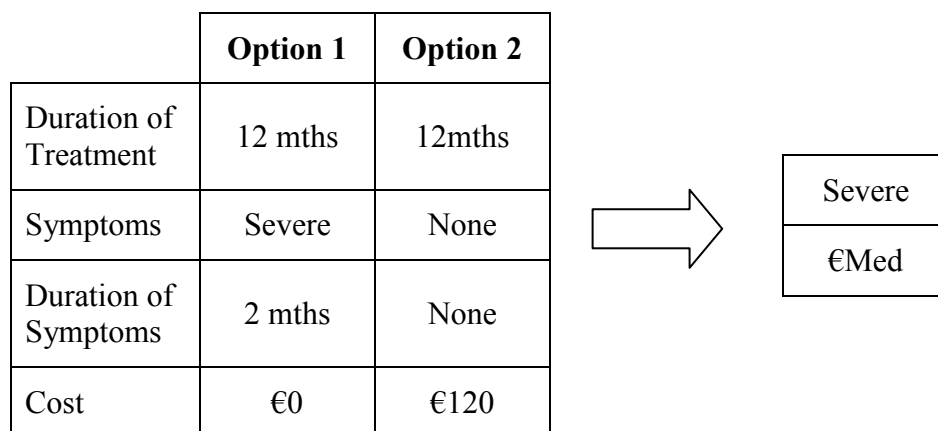 Option 1 Option 2
Duration of
Treatment
12 mths 12mths
Symptoms Severe None
Duration of
Symptoms
2 mths None
Cost €0 €120
Severe
€Med